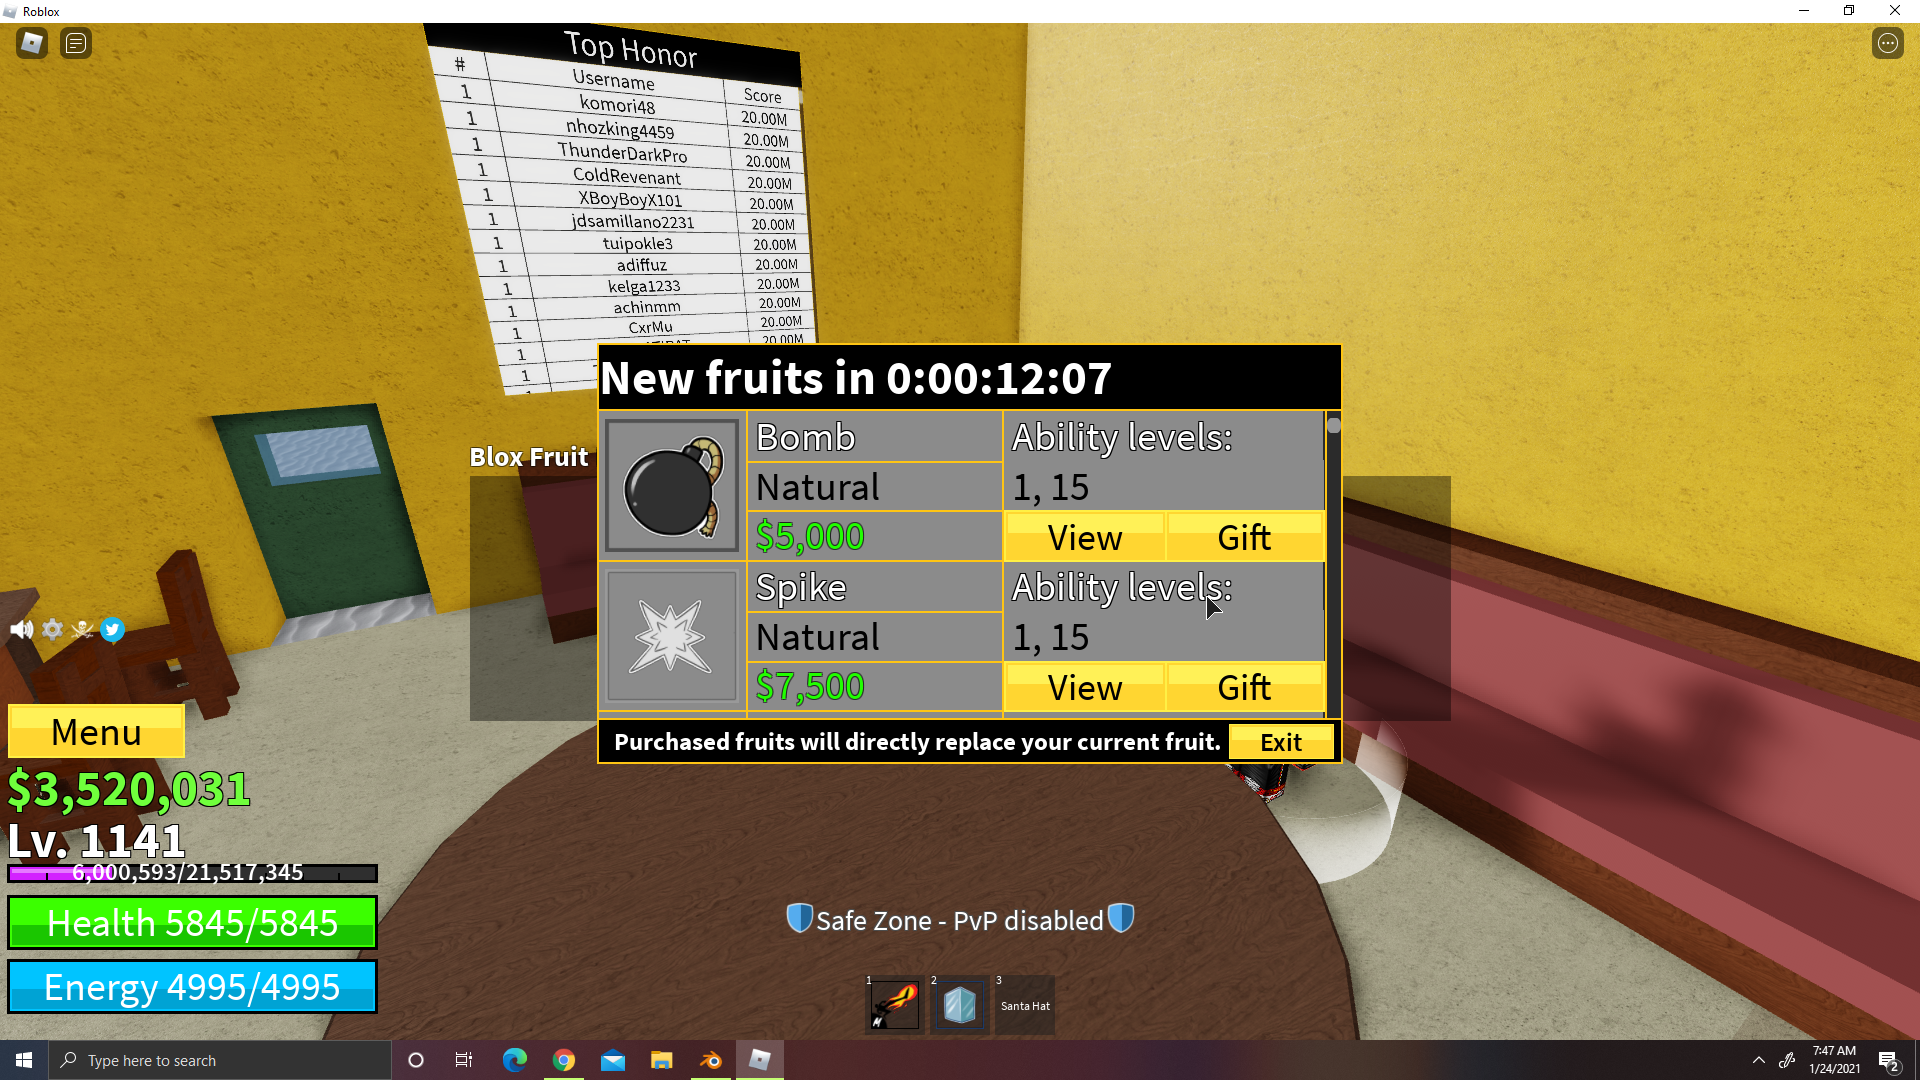 Roblox
Top Honor
# Username Score
1 komori48 20.00M
1 nhozking4459 20.00M
1 ThunderDarkPro 20.00M
1 ColdRevenant 20.00M
1 XBoyBoyX101 20.00M
1 jdsamillano2231 20.00M
1 tuipokle3 20.00M
1 adiffuz 20.00M
1 kelga1233 20.00M
1 achinmm 20.00M
1 CxrMu 20.00M
1 20.00M
1
New fruits in 0:00:12:07
Blox Fruit
Bomb Ability levels:
Natural 1, 15
$5,000 View Gift
Spike Ability levels:
Natural 1, 15
$7,500 View Gift
Purchased fruits will directly replace your current fruit. Exit
Menu
$3,520,031
Lv. 1141
6,000,593/21,517,345
Health 5845/5845
Energy 4995/4995
Safe Zone - PvP disabled
1 2 3
Santa Hat
Type here to search
7:47 AM
1/24/2021
2